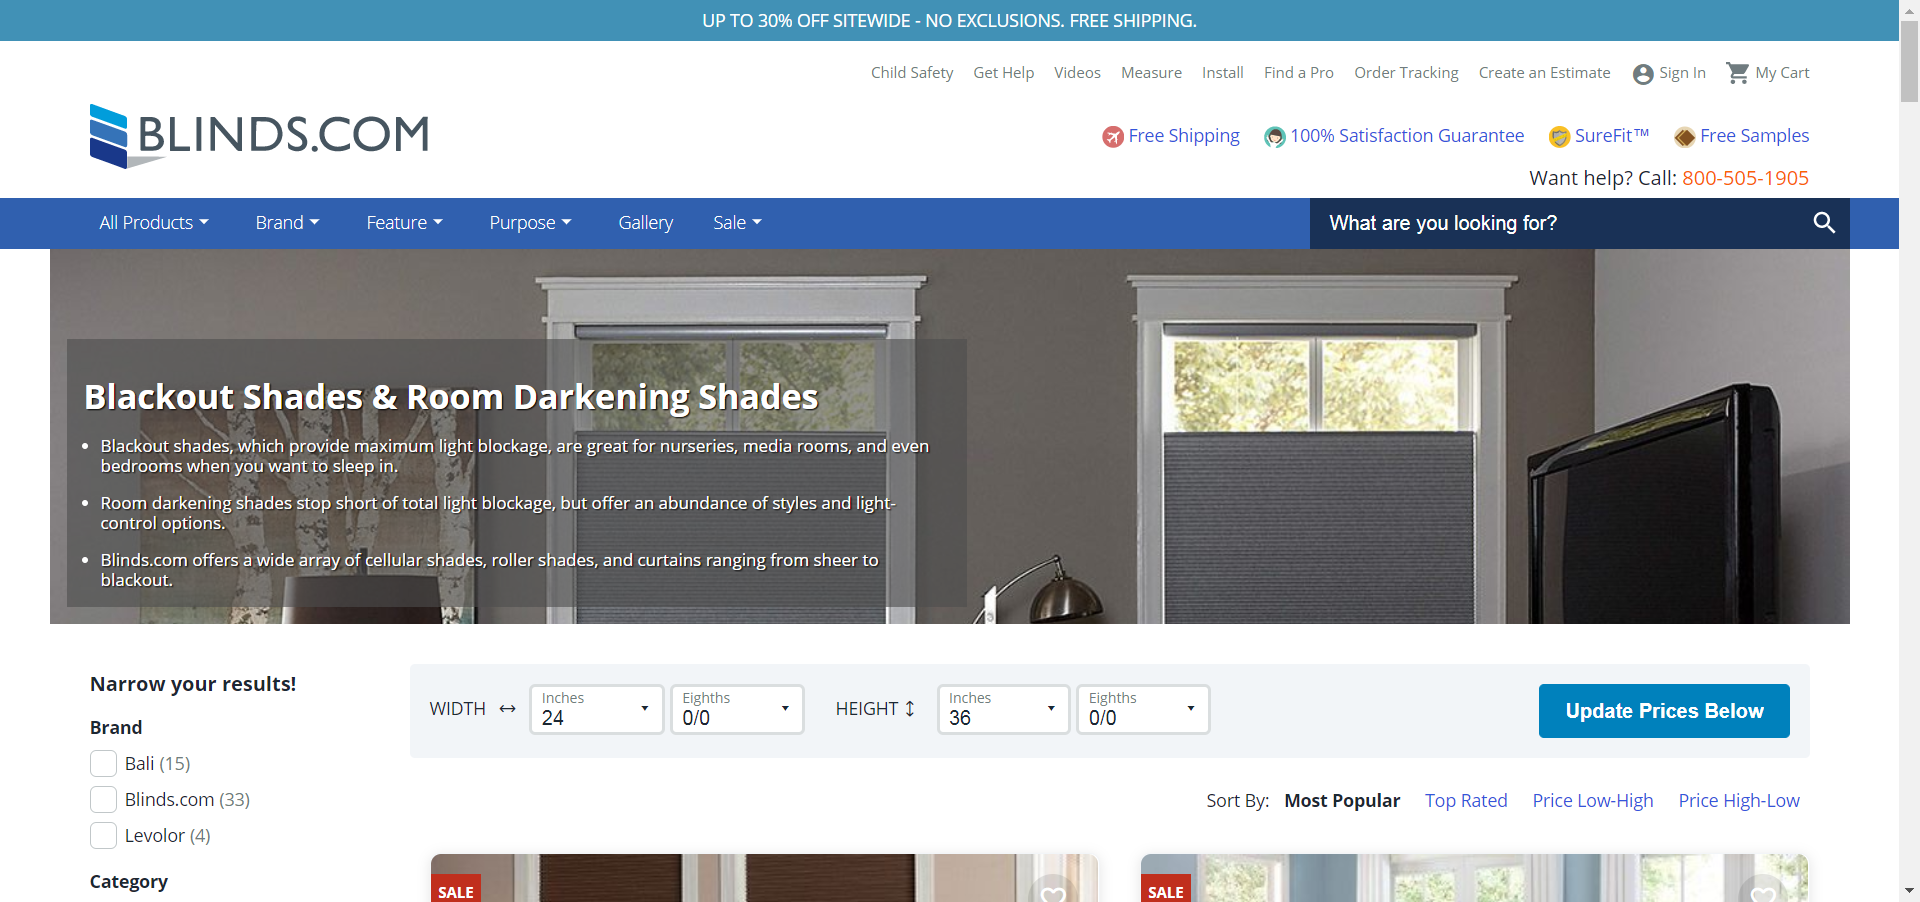 UP TO 30% OFF SITEWIDE - NO EXCLUSIONS. FREE SHIPPING.
Child Safety Get Help Videos Measure Install Find a Pro Order Tracking Create an Estimate Sign In My Cart
BLINDS.COM
Free Shipping 100% Satisfaction Guarantee SureFit™ Free Samples
Want help? Call: 800-505-1905
All Products Brand Feature Purpose Gallery Sale What are you looking for?
Blackout Shades & Room Darkening Shades
• Blackout shades, which provide maximum light blockage, are great for nurseries, media rooms, and even
bedrooms when you want to sleep in.
• Room darkening shades stop short of total light blockage, but offer an abundance of styles and light-
control options.
• Blinds.com offers a wide array of cellular shades, roller shades, and curtains ranging from sheer to
blackout.
Narrow your results!
Brand
Bali (15)
Blinds.com (33)
Levolor (4)
Category
WIDTH Inches 24 Eighths 0/0 HEIGHT Inches 36 Eighths 0/0 Update Prices Below
Sort By: Most Popular Top Rated Price Low-High Price High-Low
SALE SALE